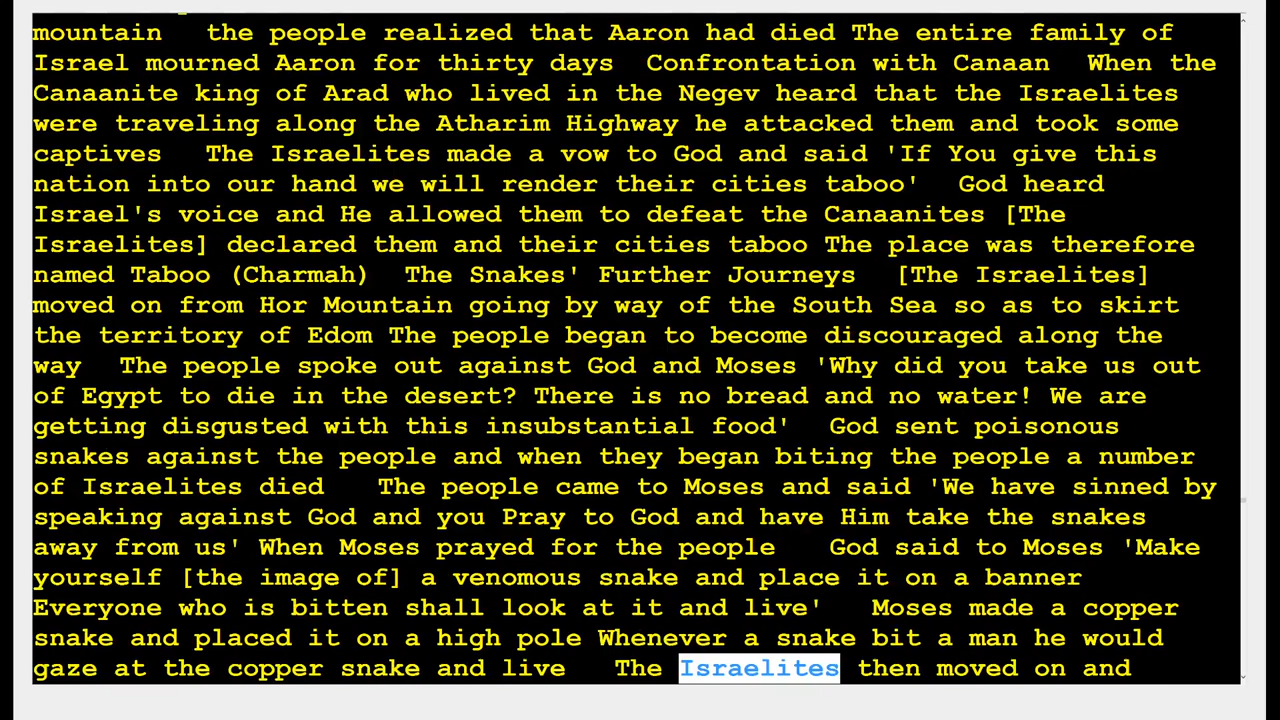 mountain the people realized that Aaron had died The entire family of
Israel mourned Aaron for thirty days Confrontation with Canaan When the
Canaanite king of Arad who lived in the Negev heard that the Israelites
were traveling along the Atharim Highway he attacked them and took some
captives The Israelites made a vow to God and said 'If You give this
nation into our hand we will render their cities taboo' God heard
Israel's voice and He allowed them to defeat the Canaanites [The
Israelites] declared them and their cities taboo The place was therefore
named Taboo (Charmah) The Snakes' Further Journeys [The Israelites]
moved on from Hor Mountain going by way of the South Sea so as to skirt
the territory of Edom The people began to become discouraged along the
way The people spoke out against God and Moses 'Why did you take us out
of Egypt to die in the desert? There is no bread and no water! We are
getting disgusted with this insubstantial food' God sent poisonous
snakes against the people and when they began biting the people a number
of Israelites died The people came to Moses and said 'We have sinned by
speaking against God and you Pray to God and have Him take the snakes
away from us' When Moses prayed for the people God said to Moses 'Make
yourself [the image of] a venomous snake and place it on a banner
Everyone who is bitten shall look at it and live' Moses made a copper
snake and placed it on a high pole Whenever a snake bit a man he would
gaze at the copper snake and live The Israelites then moved on and